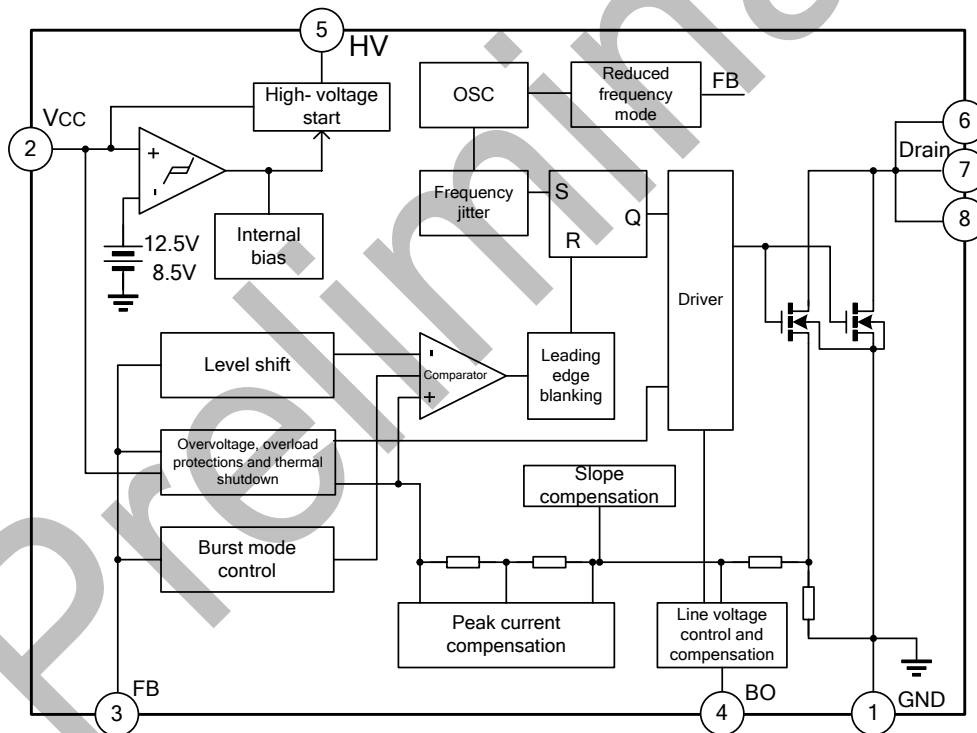 5
HV
High- voltage
start
OSC
Reduced
frequency
mode
FB
VCC
2
+
-
12.5V
8.5V
Internal
bias
Frequency
jitter
S
R
Q
Driver
Drain
6
7
8
Level shift
-
Comparator
+
Leading
edge
blanking
Overvoltage, overload
protections and thermal
shutdown
Burst mode
control
Slope
compensation
Peak current
compensation
Line voltage
control and
compensation
FB
3
BO
4
GND
1
Prelimina